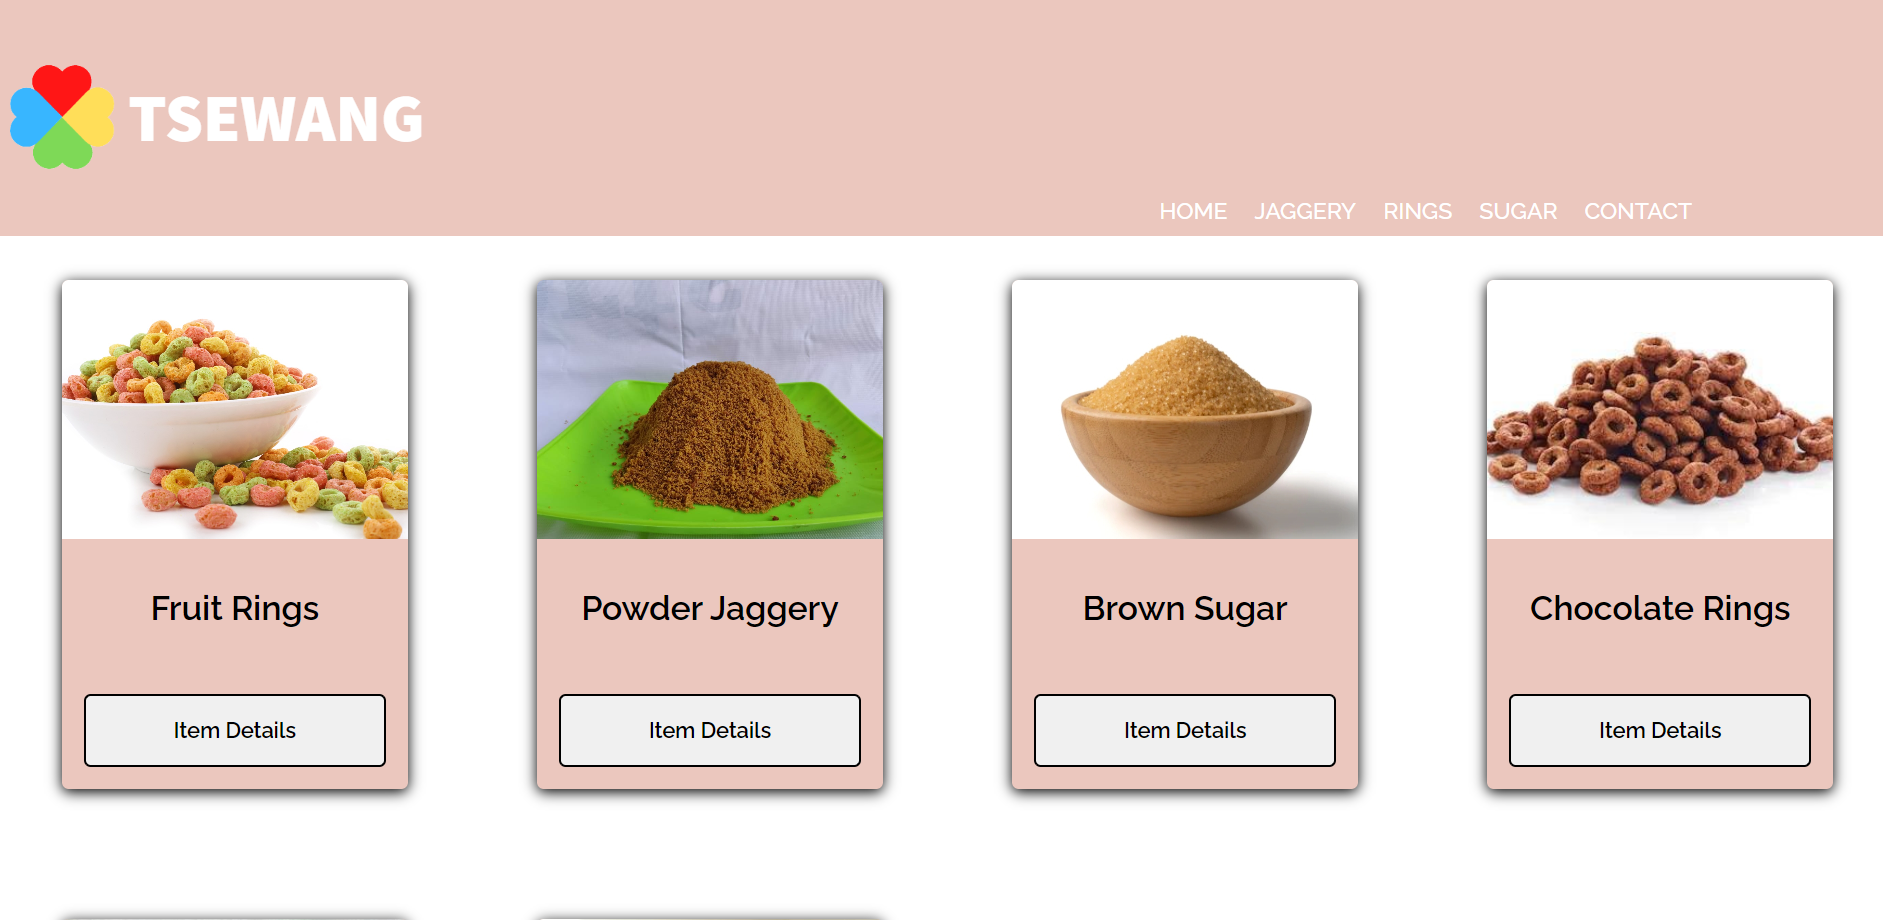 TSEWANG
HOME JAGGERY RINGS SUGAR CONTACT
Fruit Rings
Powder Jaggery
Brown Sugar
Chocolate Rings
Item Details
Item Details
Item Details
Item Details